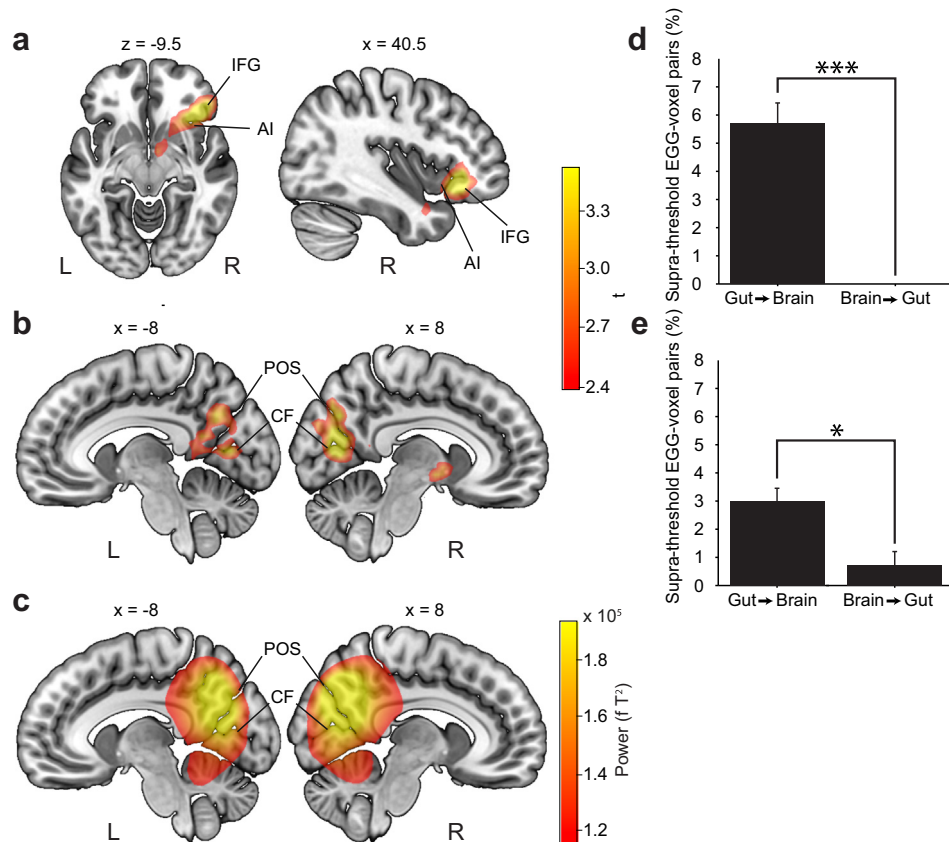 a
z = -9.5
x = 40.5
IFG
AI
L
R
R
IFG
AI
3.3
3.0
2.7
2.4
t
b
x = -8
x = 8
POS
CF
L
R
c
x = -8
x = 8
POS
CF
L
R
x 10⁵
1.8
1.6
1.4
1.2
Power (f T²)
d
Supra-threshold EGG-voxel pairs (%)
8
7
6
5
4
3
2
1
0
***
Gut→Brain
Brain→Gut
e
Supra-threshold EGG-voxel pairs (%)
8
7
6
5
4
3
2
1
0
*
Gut→Brain
Brain→Gut